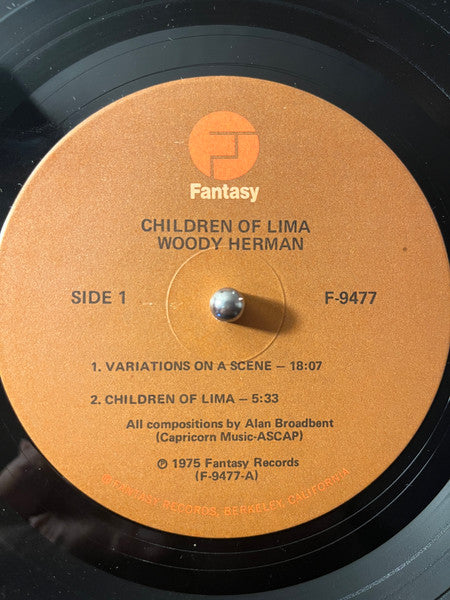 Fantasy
CHILDREN OF LIMA
WOODY HERMAN
SIDE 1
F-9477
1. VARIATIONS ON A SCENE – 18:07
2. CHILDREN OF LIMA – 5:33
All compositions by Alan Broadbent
(Capricorn Music-ASCAP)
℗ 1975 Fantasy Records
(F-9477-A)
FANTASY RECORDS, BERKELEY, CALIFORNIA